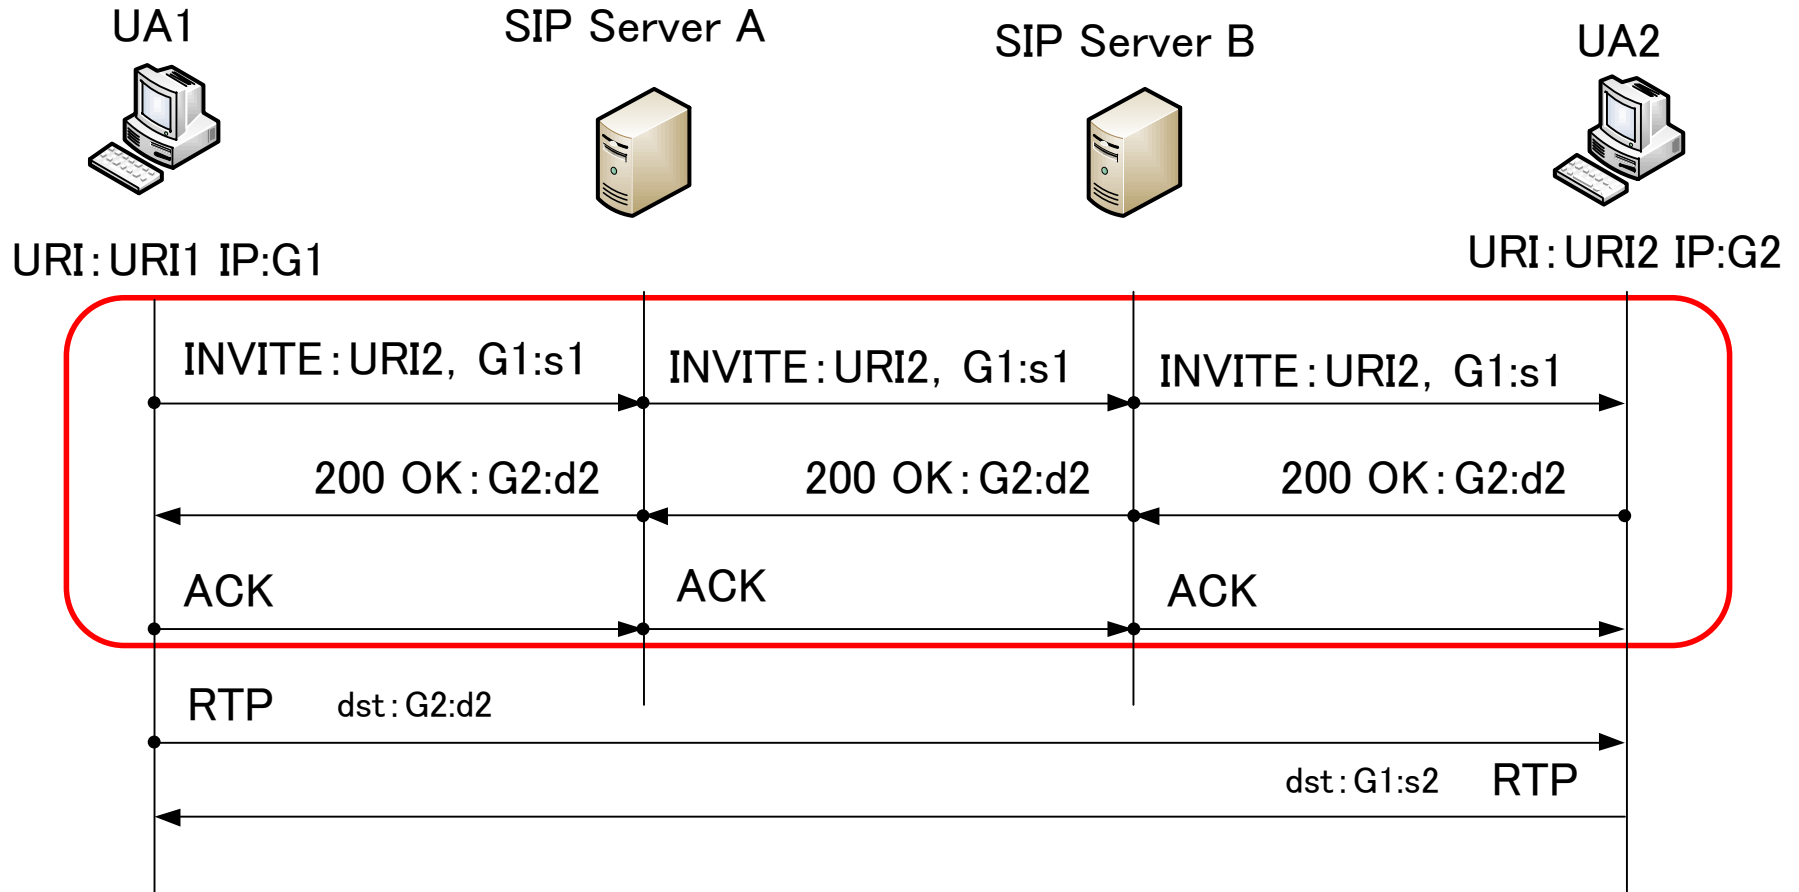 UA1
SIP Server A
SIP Server B
UA2
URI:URI1 IP:G1
URI:URI2 IP:G2
INVITE:URI2, G1:s1
INVITE:URI2, G1:s1
INVITE:URI2, G1:s1
200 OK:G2:d2
200 OK:G2:d2
200 OK:G2:d2
ACK
ACK
ACK
RTP dst:G2:d2
dst:G1:s2 RTP